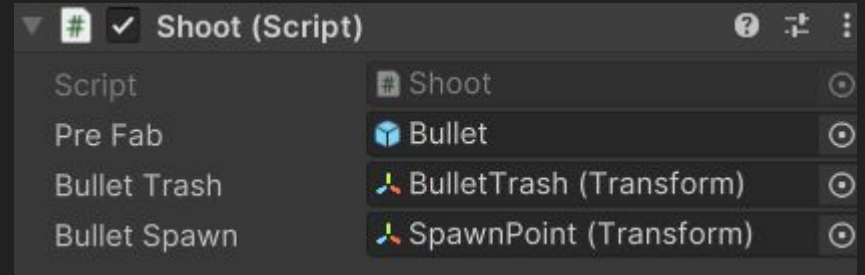 # Shoot (Script)
Script # Shoot
Pre Fab Bullet
Bullet Trash BulletTrash (Transform)
Bullet Spawn SpawnPoint (Transform)